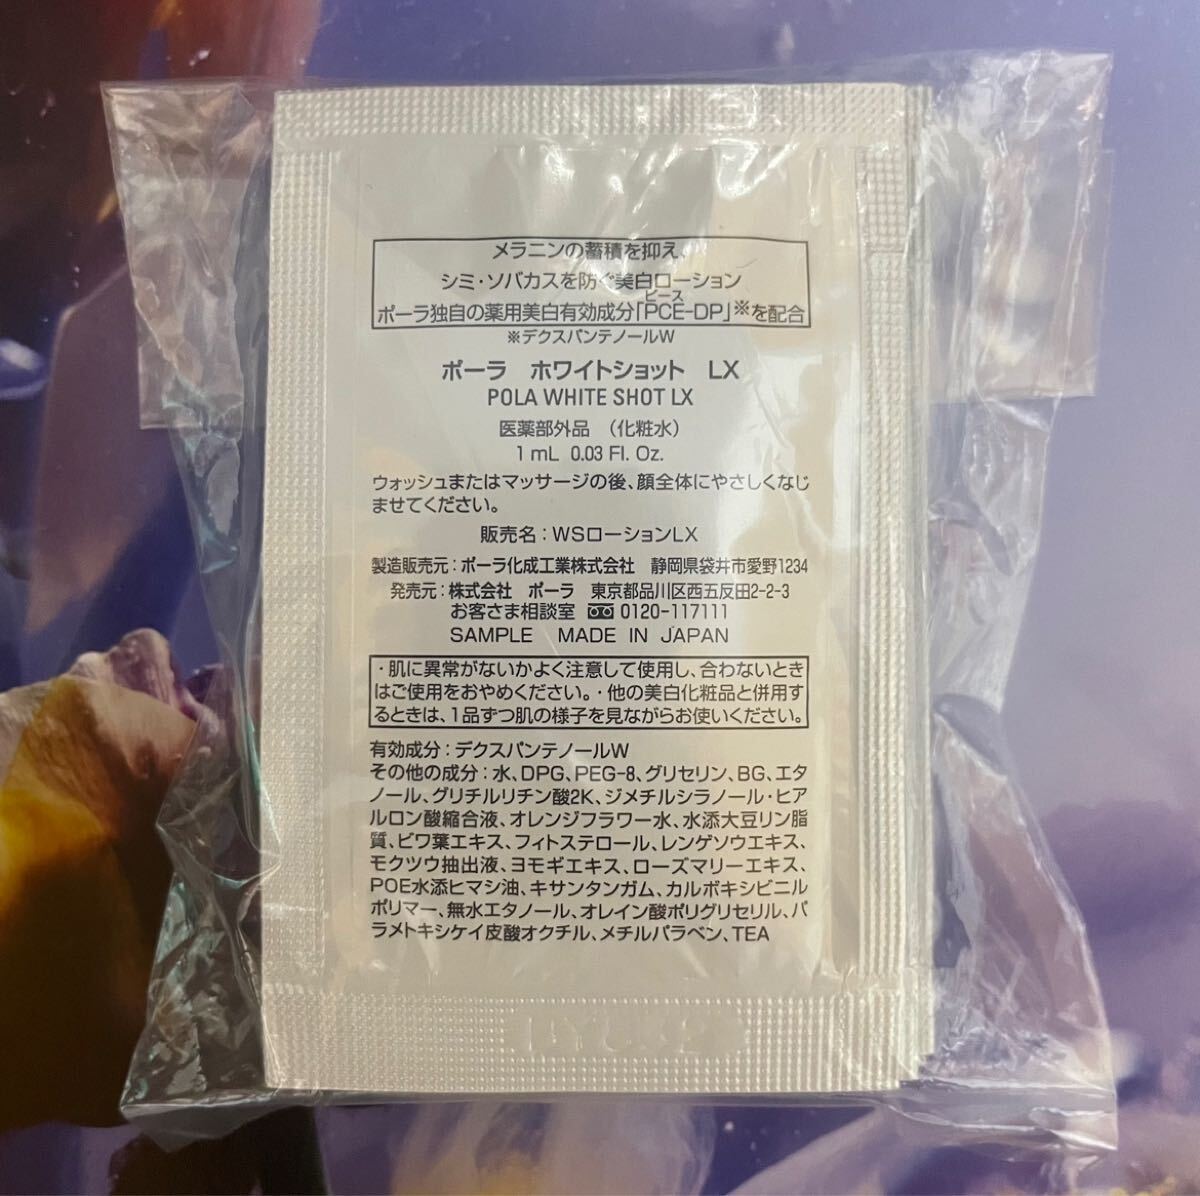 メラニンの蓄積を抑え、
シミ・ソバカスを防ぐ美白ローション
ピース
ポーラ独自の薬用美白有効成分「PCE-DP」※を配合
※デクスパンテノールW
ポーラ ホワイトショット LX
POLA WHITE SHOT LX
医薬部外品 （化粧水）
1 mL 0.03 Fl. Oz.
ウォッシュまたはマッサージの後、顔全体にやさしくなじ
ませてください。
販売名：WSローションLX
製造販売元：ポーラ化成工業株式会社 静岡県袋井市愛野1234
発売元：株式会社 ポーラ 東京都品川区西五反田2-2-3
お客さま相談室 0120-117111
SAMPLE MADE IN JAPAN
・肌に異常がないかよく注意して使用し、合わないとき
はご使用をおやめください。・他の美白化粧品と併用す
るときは、1品ずつ肌の様子を見ながらお使いください。
有効成分：デクスパンテノールW
その他の成分：水、DPG、PEG-8、グリセリン、BG、エタ
ノール、グリチルリチン酸2K、ジメチルシラノール・ヒア
ルロン酸縮合液、オレンジフラワー水、水添大豆リン脂
質、ビワ葉エキス、フィトステロール、レンゲソウエキス、
モクツウ抽出液、ヨモギエキス、ローズマリーエキス、
POE水添ヒマシ油、キサンタンガム、カルボキシビニル
ポリマー、無水エタノール、オレイン酸ポリグリセリル、パ
ラメトキシケイ皮酸オクチル、メチルパラベン、TEA